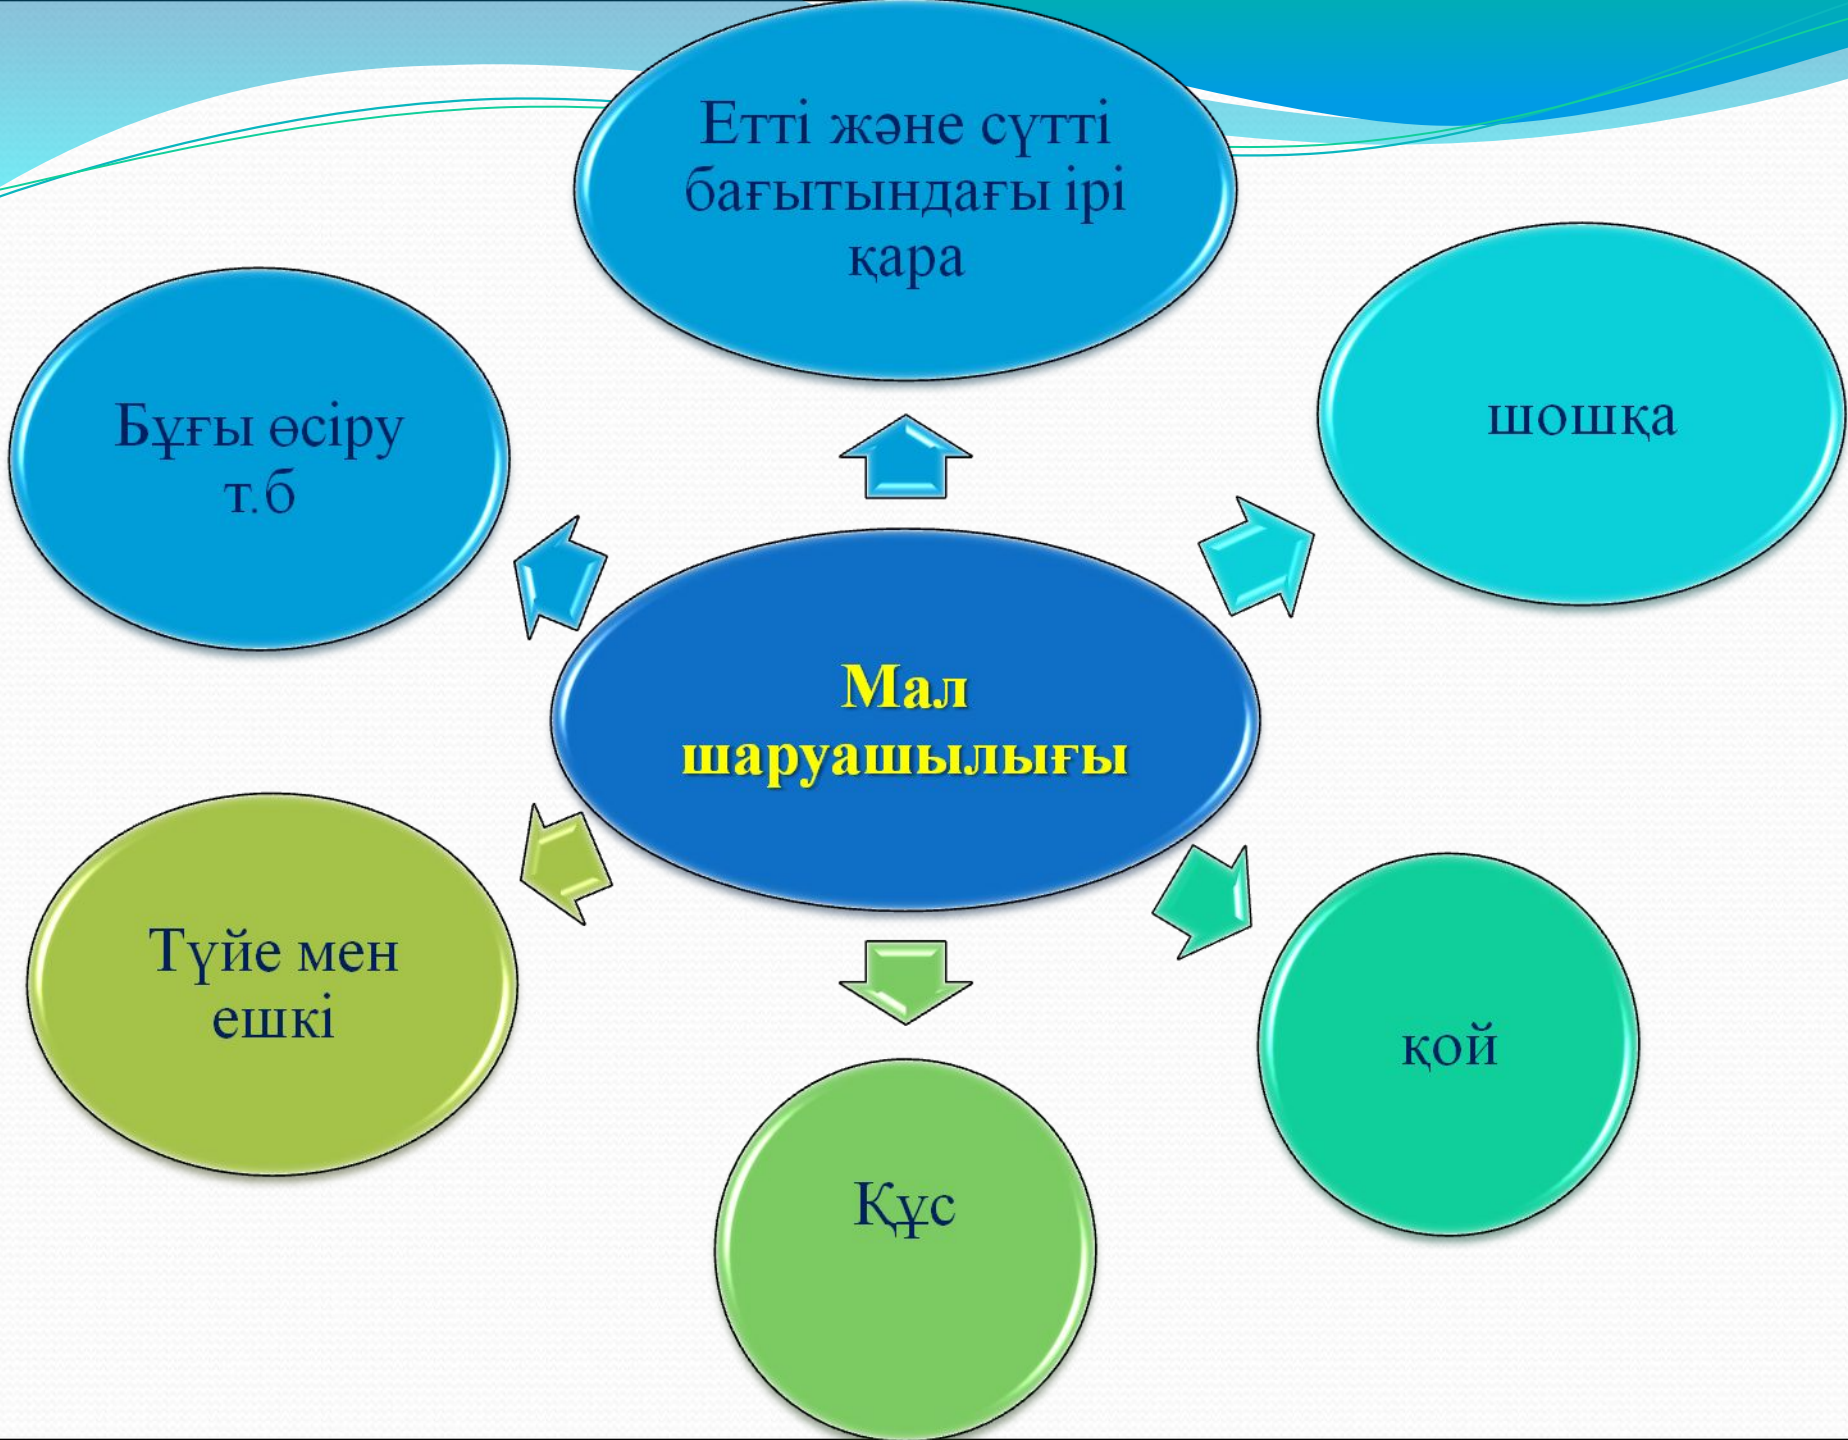 Етті және сүтті
бағытындағы ірі
қара
шошқа
Бұғы өсіру
т.б
Мал
шаруашылығы
Түйе мен
ешкі
қой
Құс